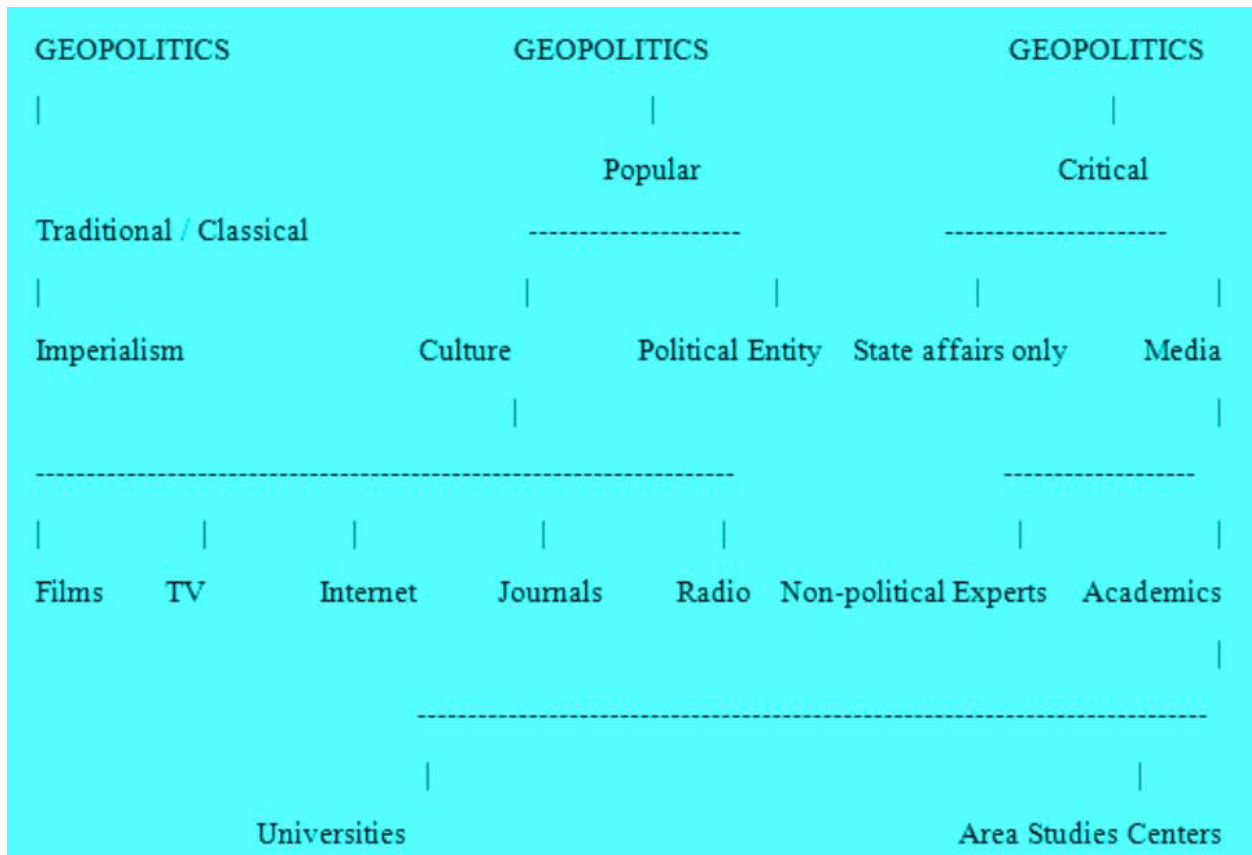 GEOPOLITICS GEOPOLITICS GEOPOLITICS
| | |
Popular Critical
Traditional / Classical --------------------- ----------------------
| | | | |
Imperialism Culture Political Entity State affairs only Media
| |
--------------------------------------------------------------------- -------------------
| | | | | | |
Films TV Internet Journals Radio Non-political Experts Academics
|
------------------------------------------------------------------------------
| |
Universities Area Studies Centers